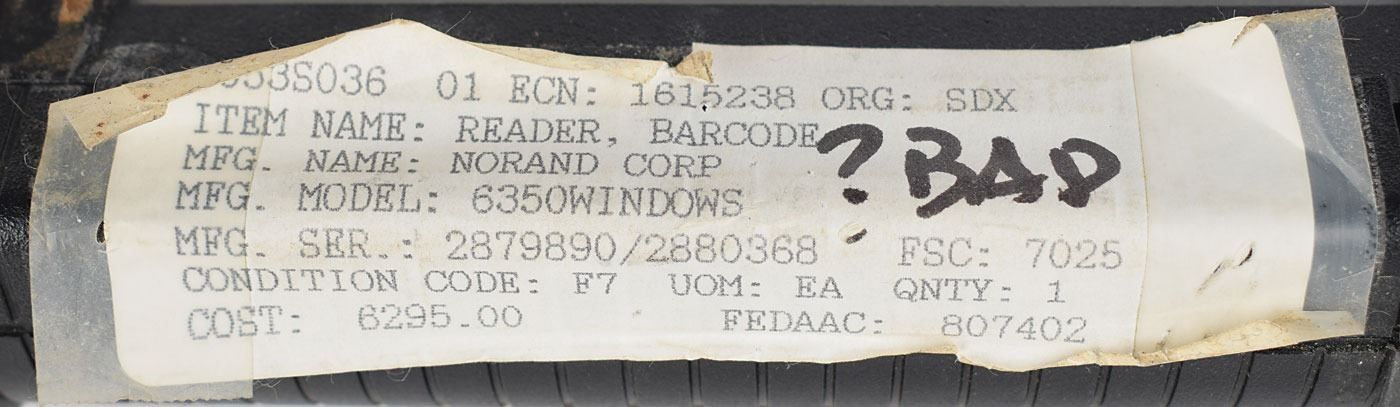 53S036 01 ECN: 1615238 ORG: SDX
ITEM NAME: READER, BARCODE
? BAD
MFG. NAME: NORAND CORP
MFG. MODEL: 6350WINDOWS
MFG. SER.: 2879890/2880368 FSC: 7025
CONDITION CODE: F7 UOM: EA QNTY: 1
COST: 6295.00 FEDAAC: 807402